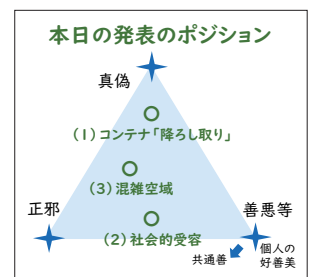 本日の発表のポジション
真偽
(1)コンテナ「降ろし取り」
(3)混雑空域
正邪
善悪等
(2)社会的受容
共通善
個人の
好善美